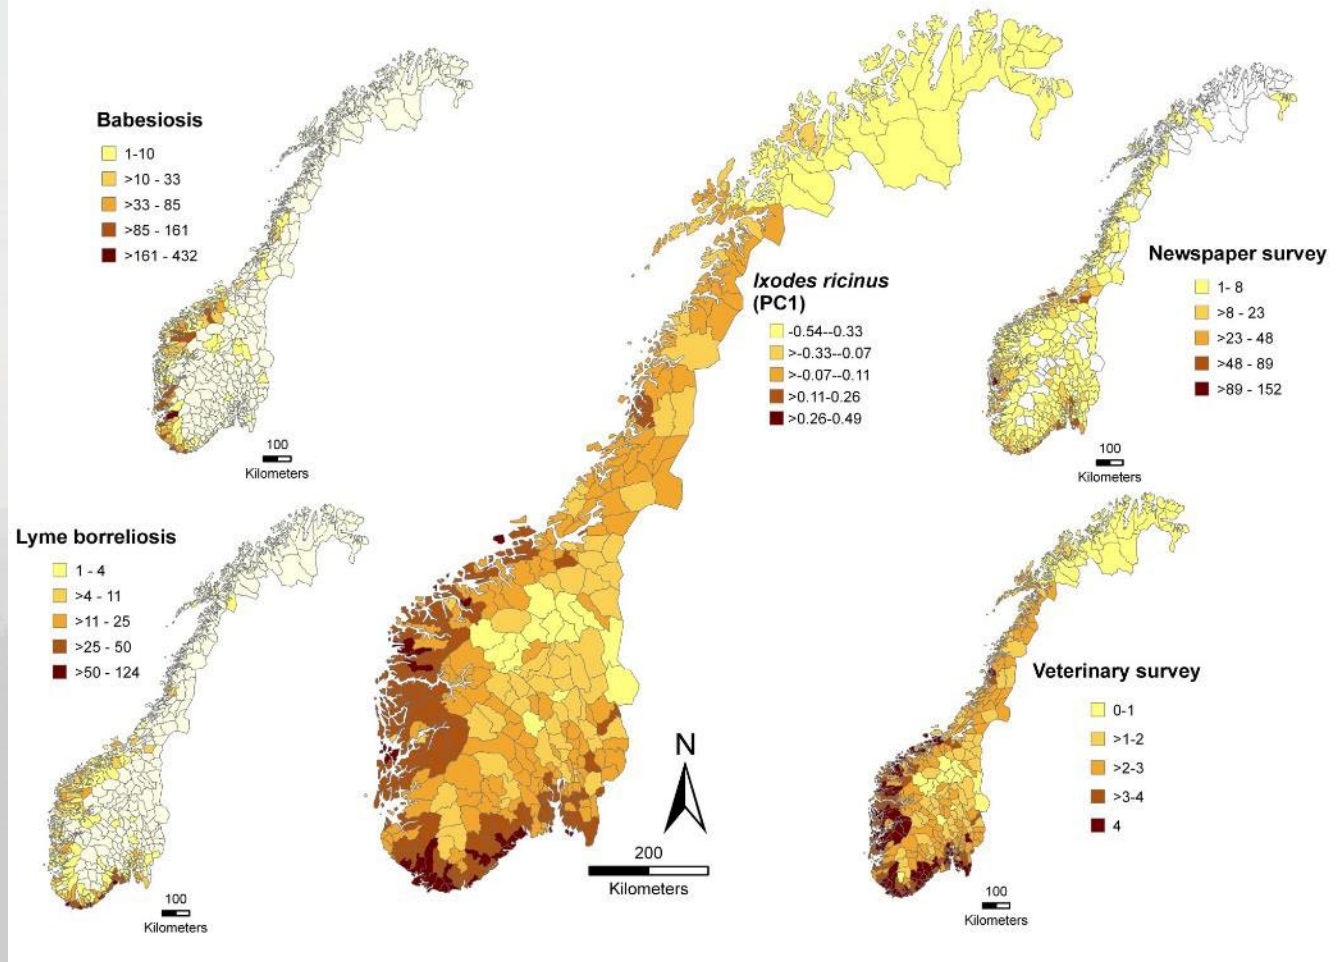 Babesiosis
1-10
>10 - 33
>33 - 85
>85 - 161
>161 - 432
100
Kilometers
Ixodes ricinus
(PC1)
-0.54--0.33
>-0.33--0.07
>-0.07--0.11
>0.11-0.26
>0.26-0.49
Newspaper survey
1- 8
>8 - 23
>23 - 48
>48 - 89
>89 - 152
100
Kilometers
Lyme borreliosis
1 - 4
>4 - 11
>11 - 25
>25 - 50
>50 - 124
100
Kilometers
N
200
Kilometers
Veterinary survey
0-1
>1-2
>2-3
>3-4
4
100
Kilometers